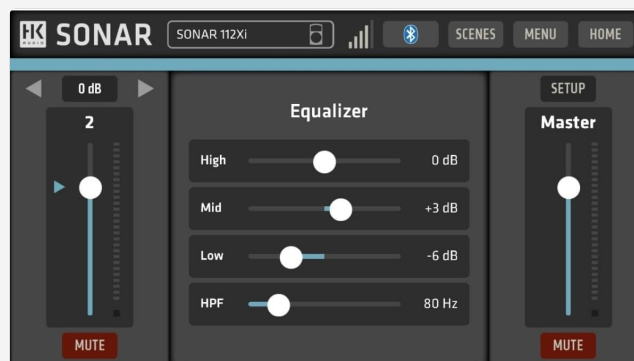 HK AUDIO SONAR SONAR 112Xi SCENES MENU HOME
0 dB
2
MUTE
Equalizer
High 0 dB
Mid +3 dB
Low -6 dB
HPF 80 Hz
SETUP
Master
MUTE